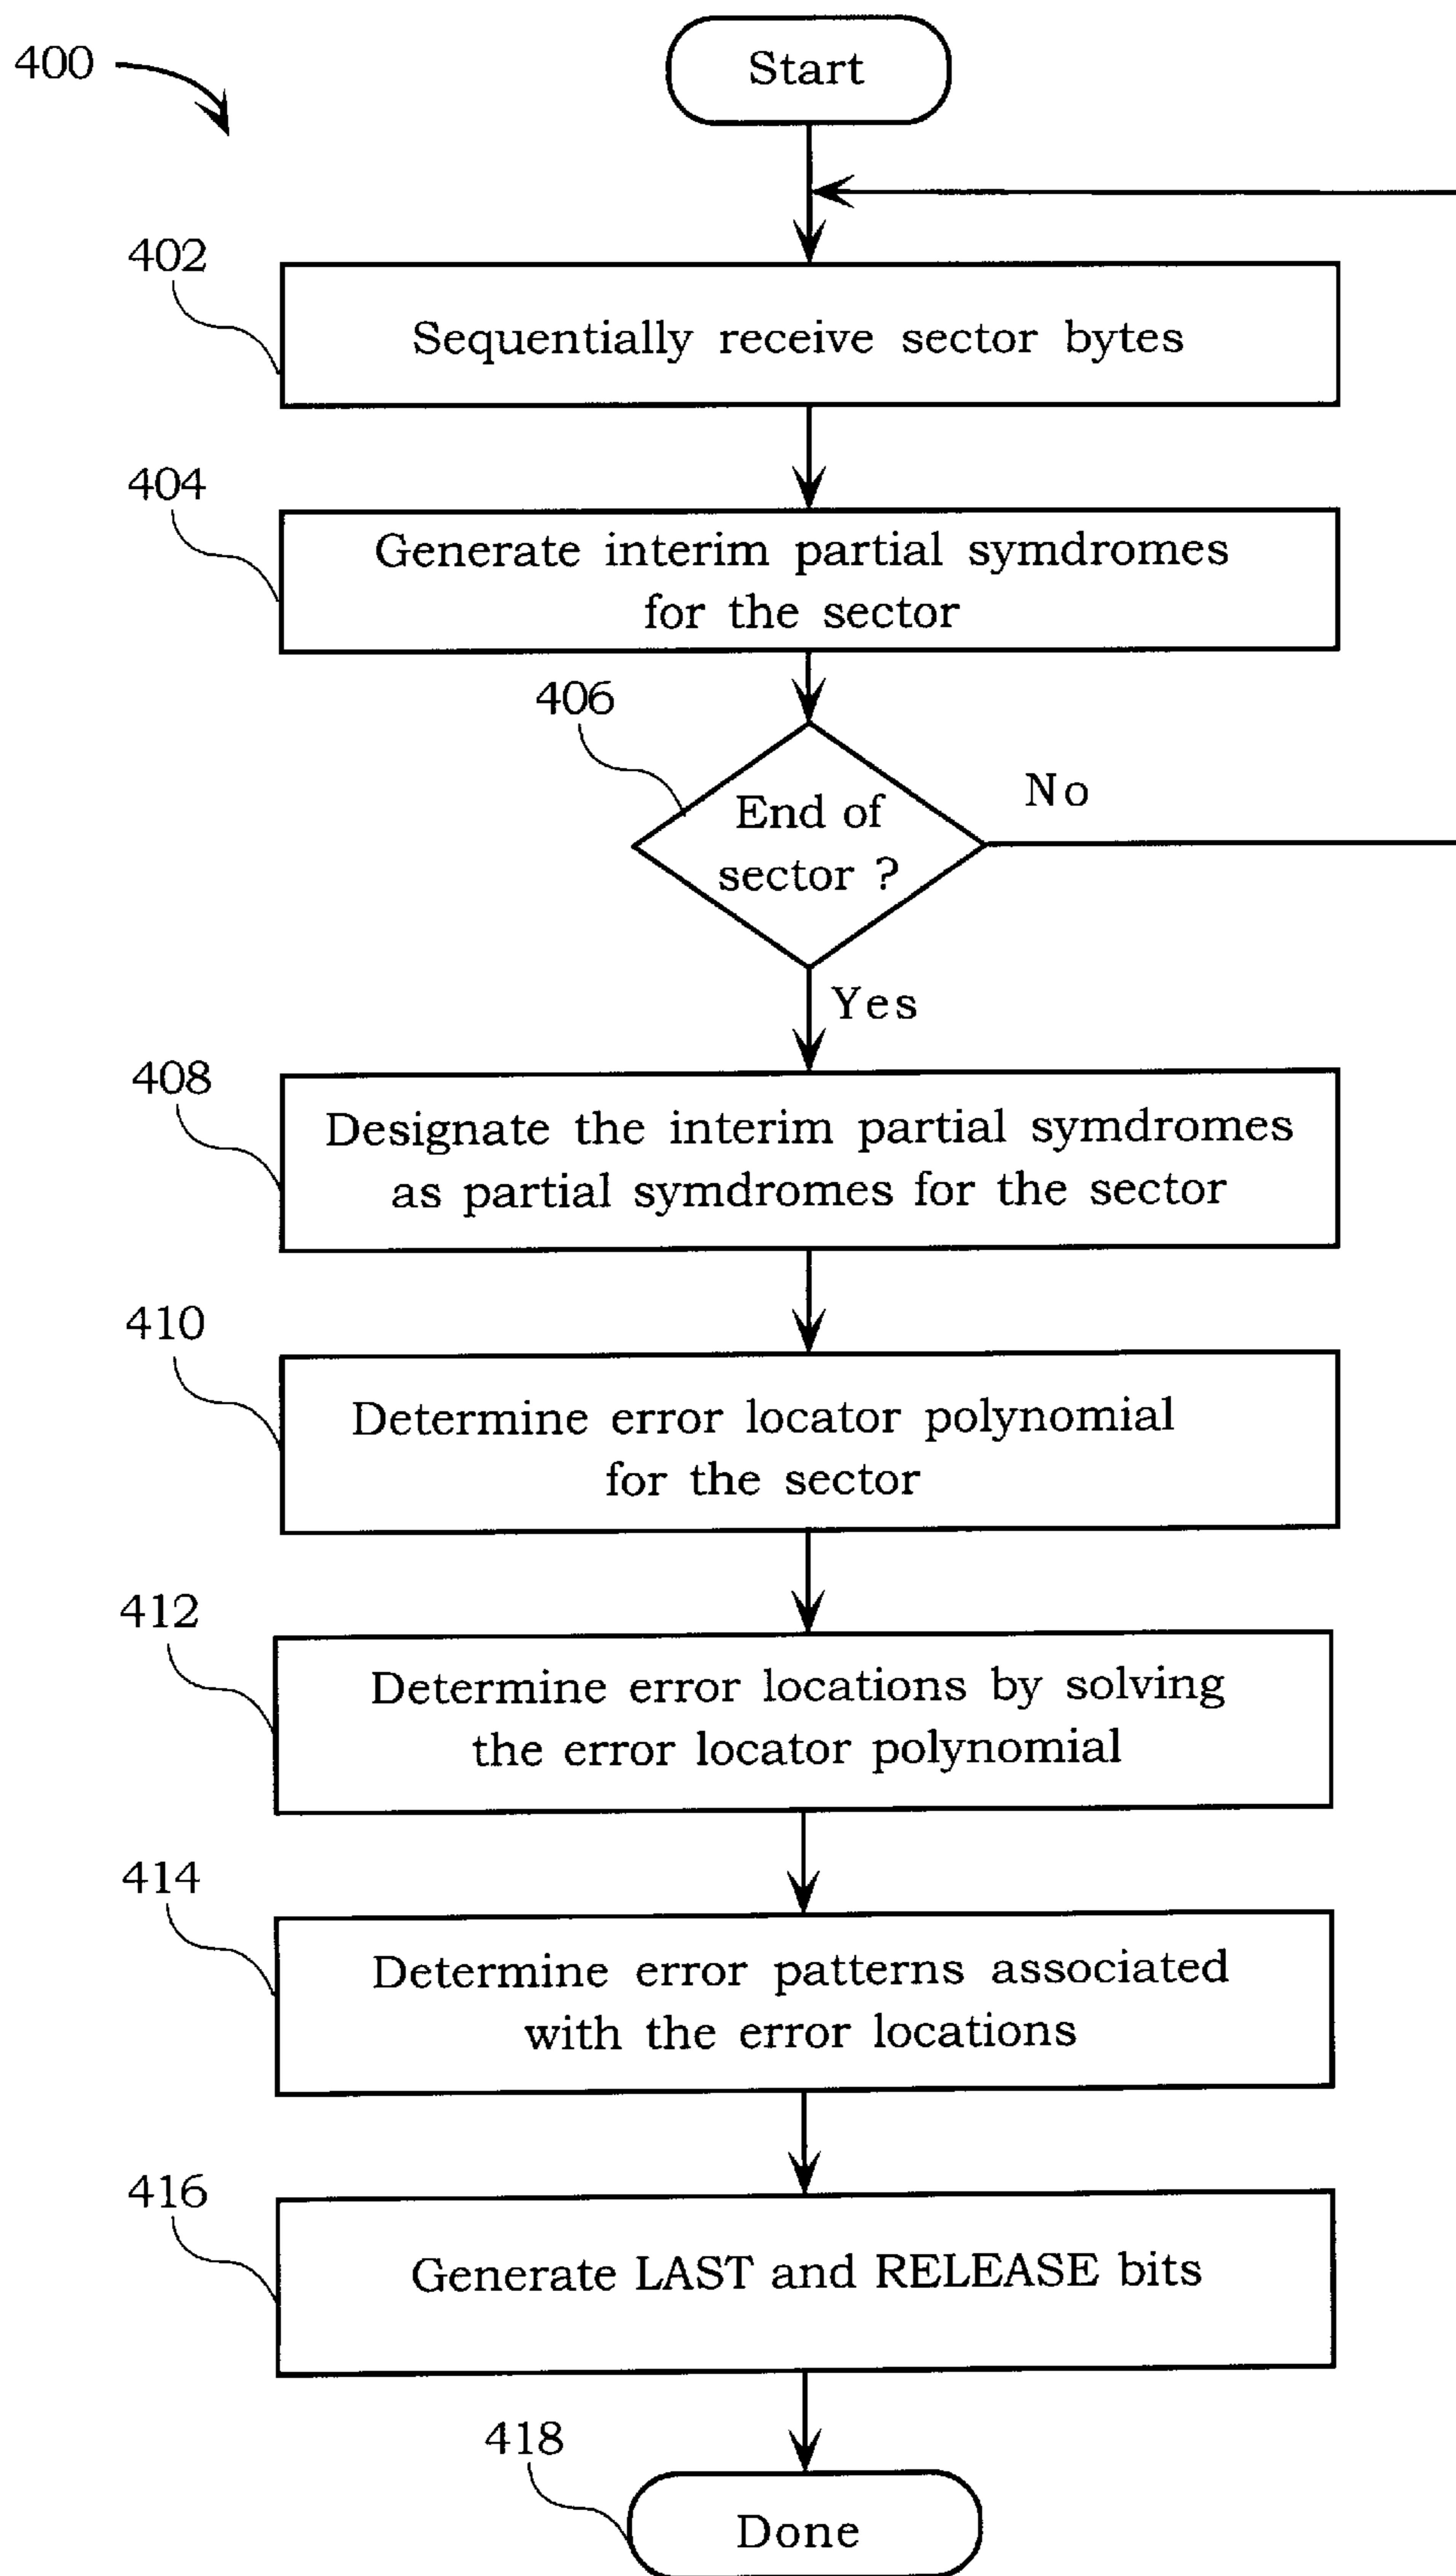 400
Start
402
Sequentially receive sector bytes
404
Generate interim partial symdromes
for the sector
406
End of
sector ?
No
Yes
408
Designate the interim partial symdromes
as partial symdromes for the sector
410
Determine error locator polynomial
for the sector
412
Determine error locations by solving
the error locator polynomial
414
Determine error patterns associated
with the error locations
416
Generate LAST and RELEASE bits
418
Done